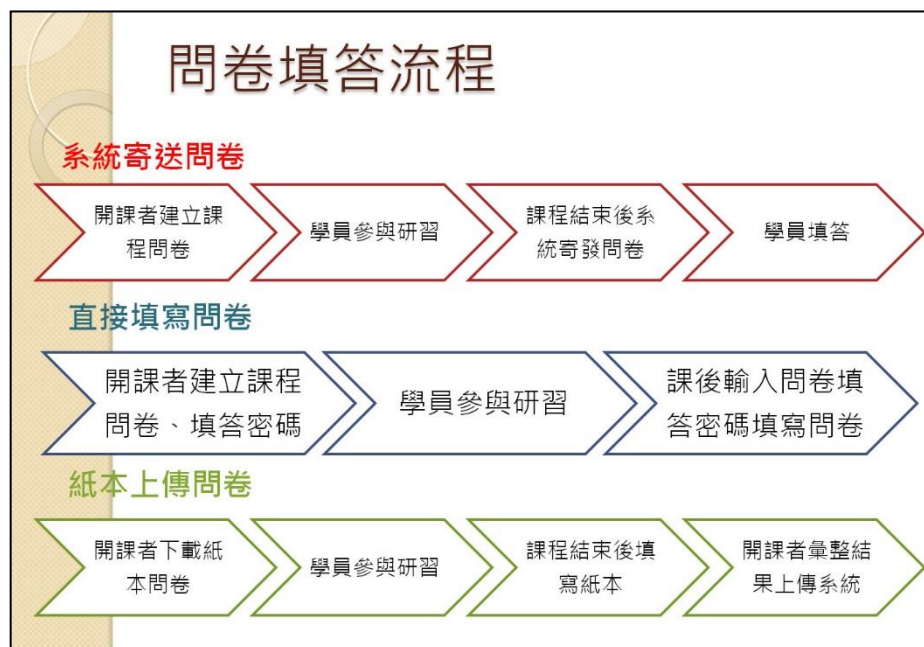 問卷填答流程
系統寄送問卷
開課者建立課
程問卷
學員參與研習
課程結束後系
統寄發問卷
學員填答
直接填寫問卷
開課者建立課程
問卷、填答密碼
學員參與研習
課後輸入問卷填
答密碼填寫問卷
紙本上傳問卷
開課者下載紙
本問卷
學員參與研習
課程結束後填
寫紙本
開課者彙整結
果上傳系統